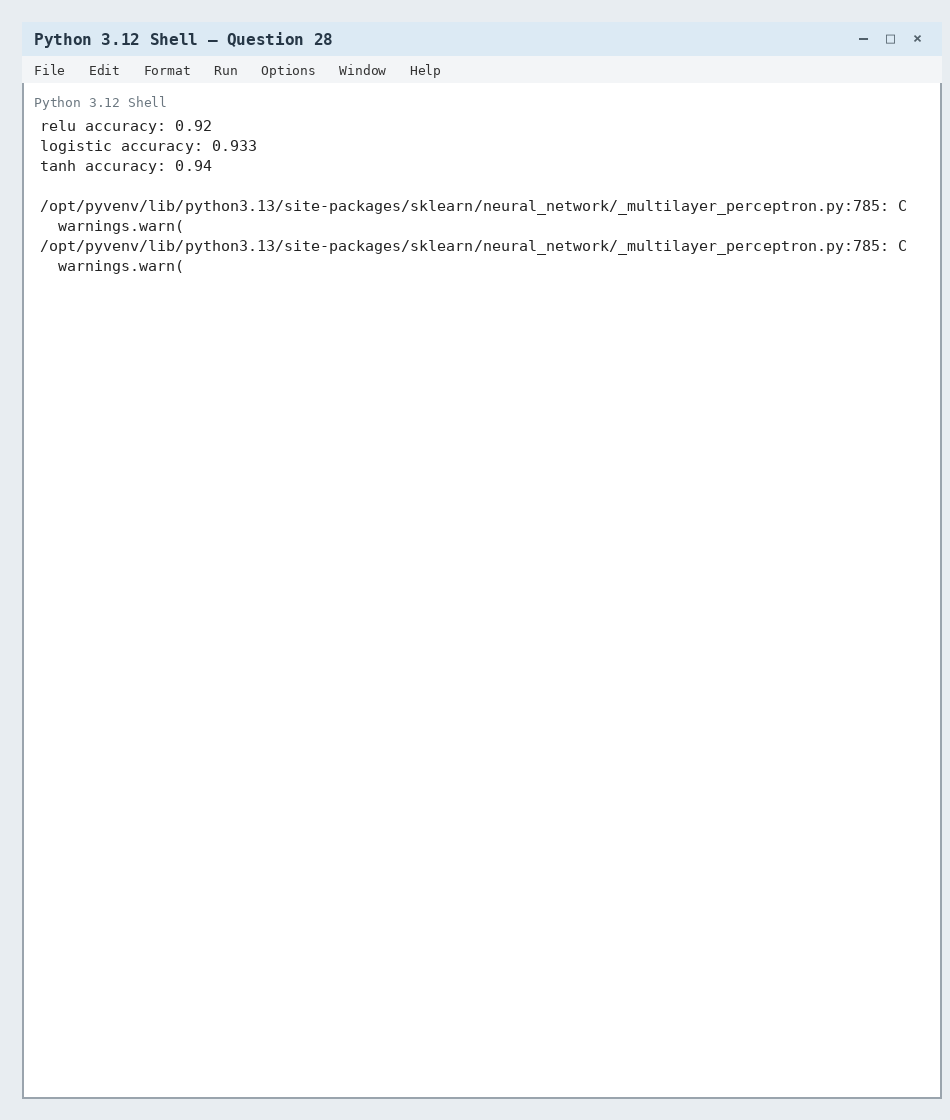 Python 3.12 Shell — Question 28
File Edit Format Run Options Window Help
Python 3.12 Shell
relu accuracy: 0.92
logistic accuracy: 0.933
tanh accuracy: 0.94
/opt/pyvenv/lib/python3.13/site-packages/sklearn/neural_network/_multilayer_perceptron.py:785: C
warnings.warn(
/opt/pyvenv/lib/python3.13/site-packages/sklearn/neural_network/_multilayer_perceptron.py:785: C
warnings.warn(